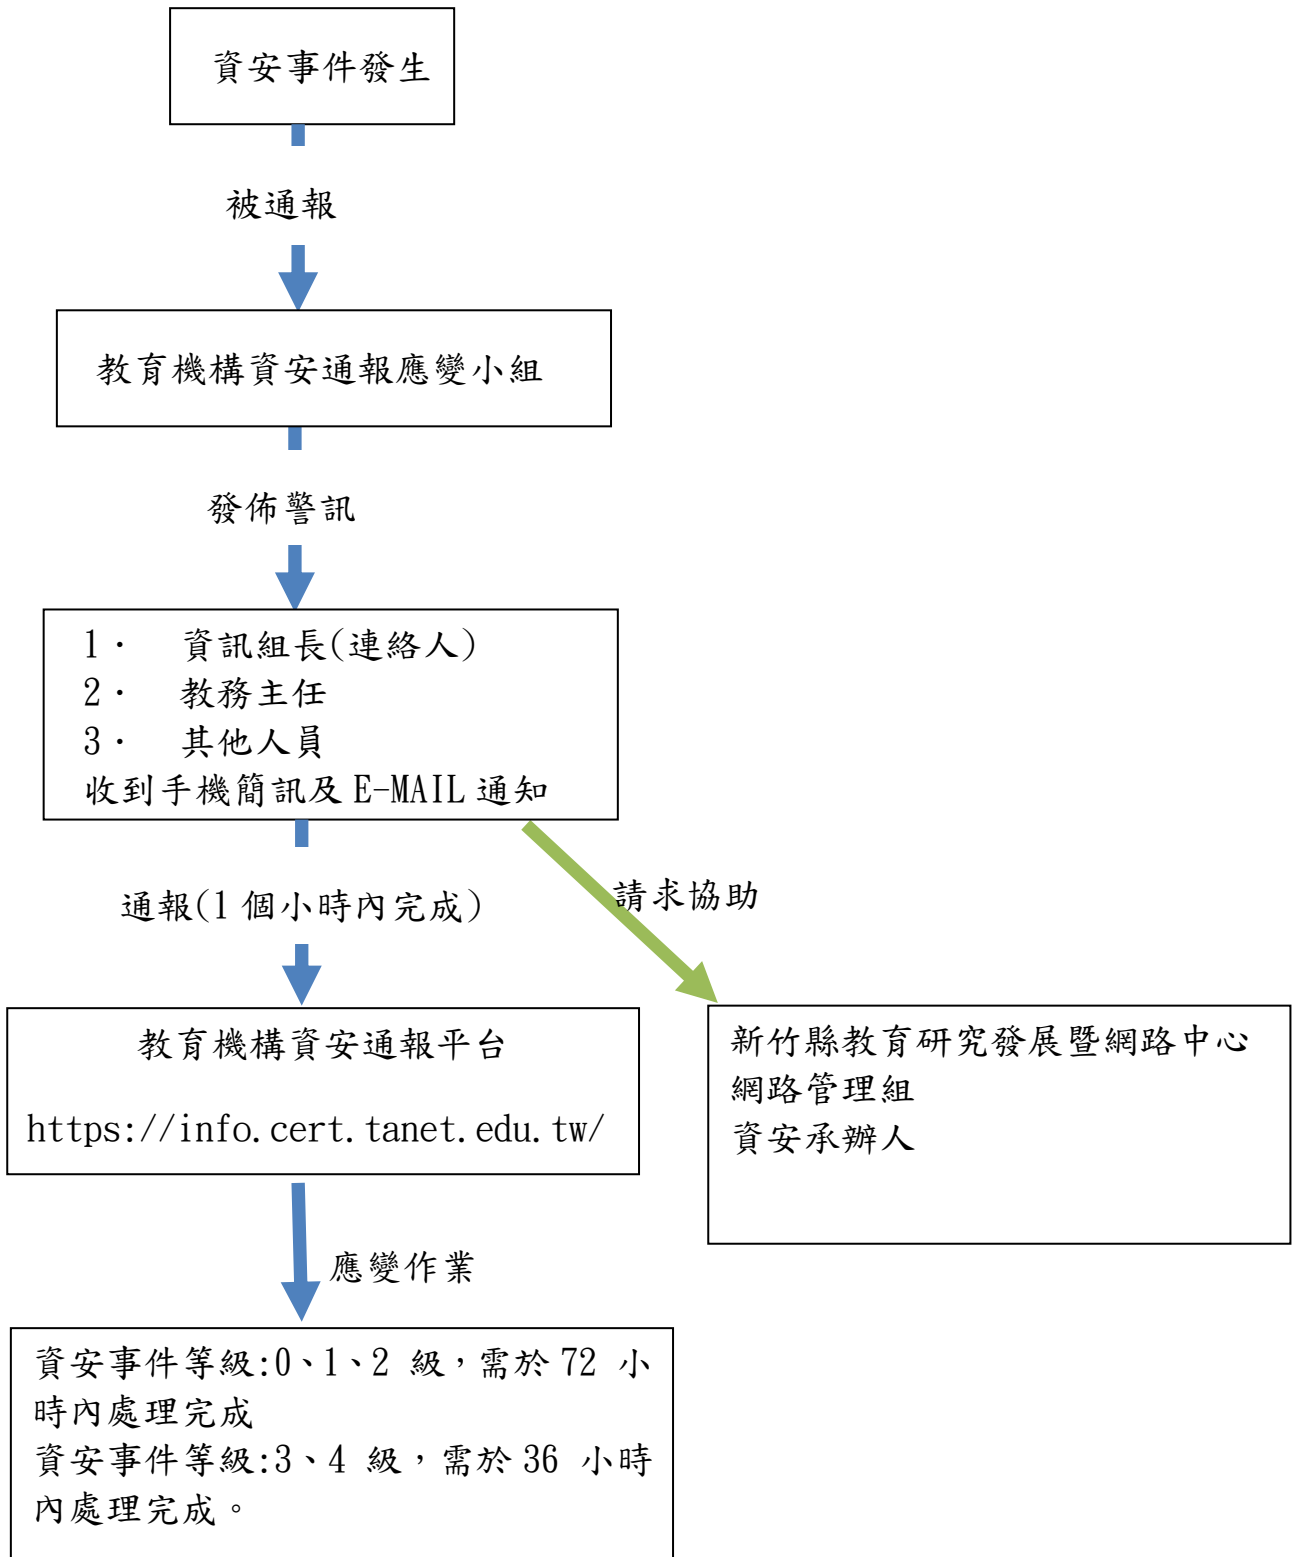 資安事件發生
被通報
教育機構資安通報應變小組
發佈警訊
1. 資訊組長(連絡人)
2. 教務主任
3. 其他人員
收到手機簡訊及 E-MAIL 通知
通報(1 個小時內完成)
請求協助
教育機構資安通報平台
https://info.cert.tanet.edu.tw/
新竹縣教育研究發展暨網路中心
網路管理組
資安承辦人
應變作業
資安事件等級:0、1、2 級，需於 72 小
時內處理完成
資安事件等級:3、4 級，需於 36 小時
內處理完成。